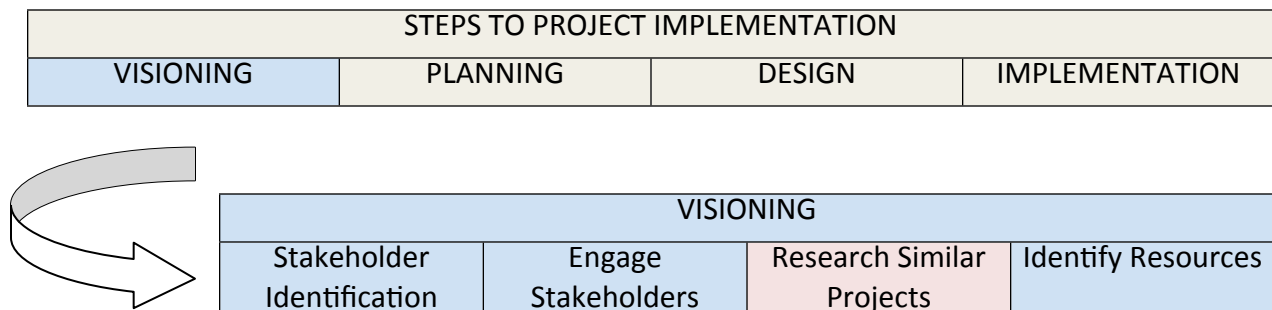 STEPS TO PROJECT IMPLEMENTATION
VISIONING PLANNING DESIGN IMPLEMENTATION
VISIONING
Stakeholder Identification
Engage Stakeholders
Research Similar Projects
Identify Resources